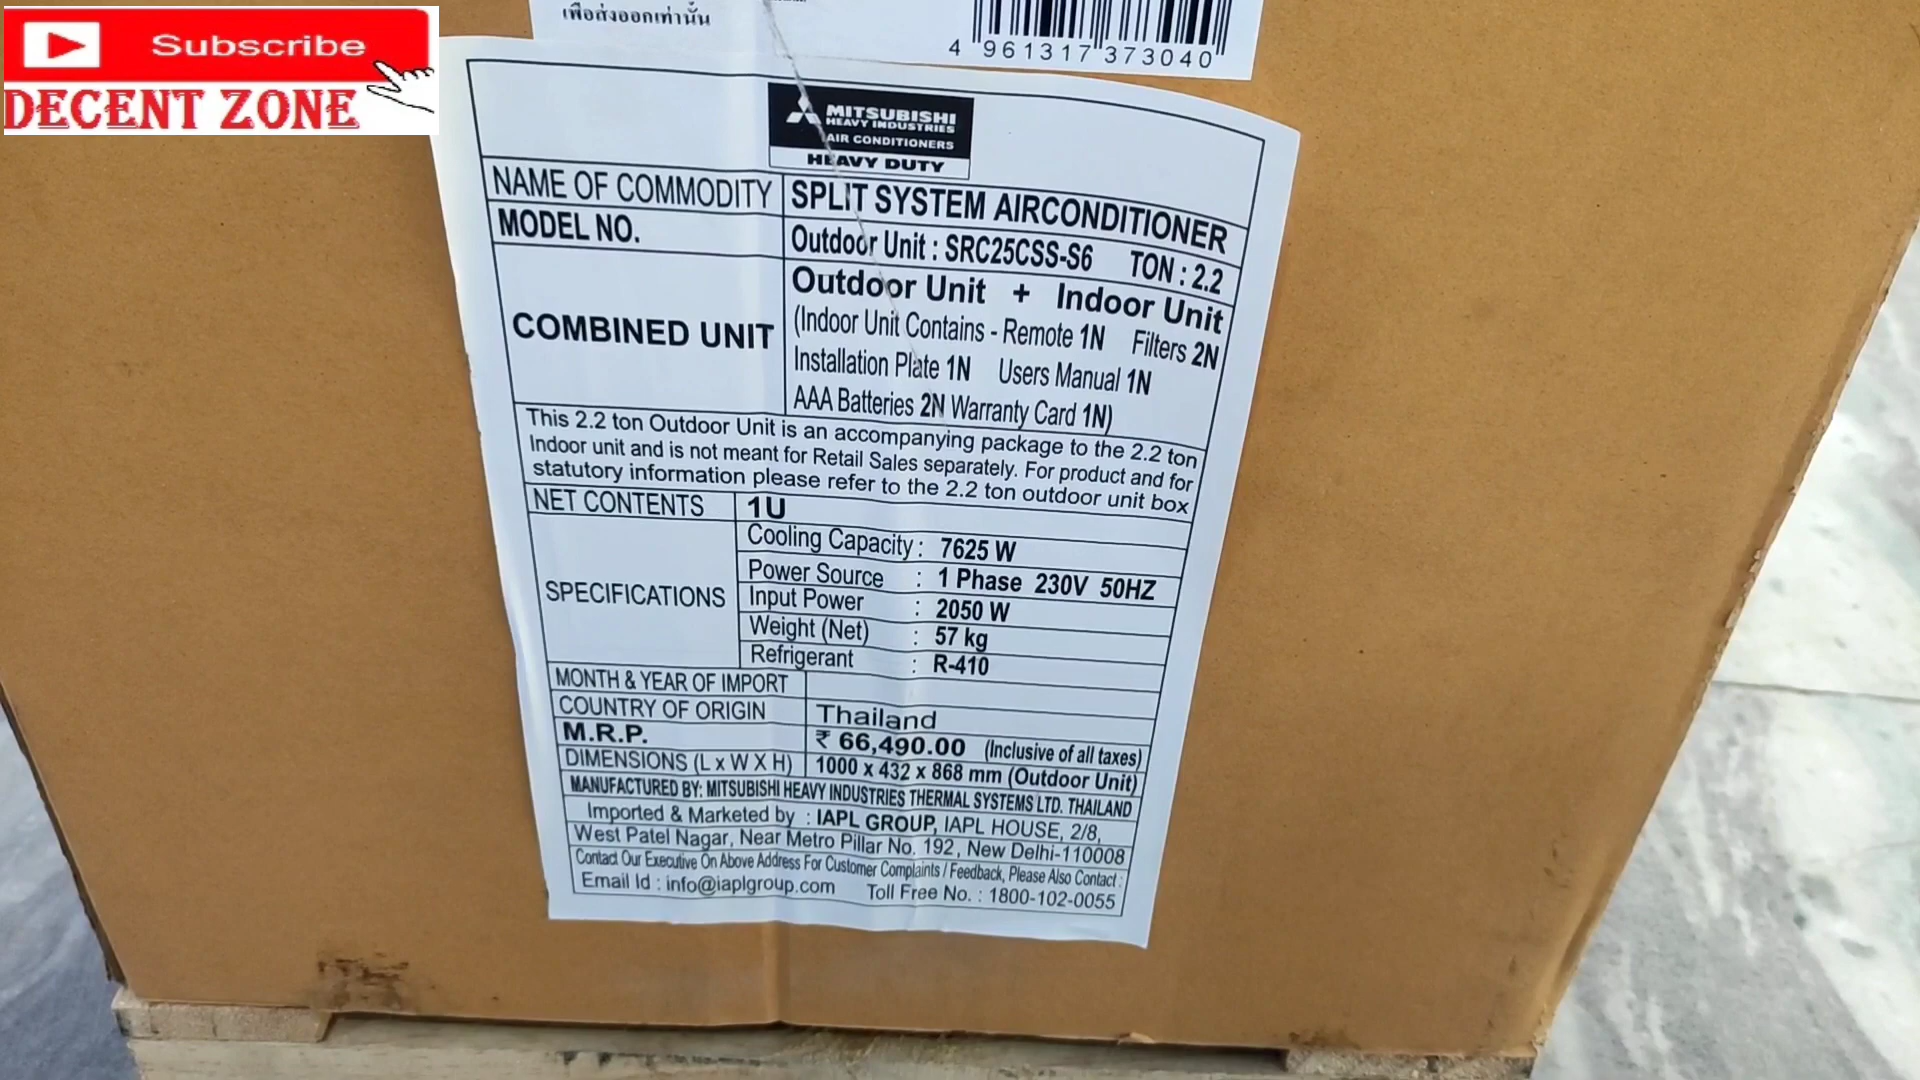 Subscribe
DECENT ZONE
เพื่อส่งออกเท่านั้น
4 961317 373040
MITSUBISHI
HEAVY INDUSTRIES
AIR CONDITIONERS
HEAVY DUTY
NAME OF COMMODITY SPLIT SYSTEM AIRCONDITIONER
MODEL NO. Outdoor Unit : SRC25CSS-S6 TON : 2.2
COMBINED UNIT
Outdoor Unit + Indoor Unit
(Indoor Unit Contains - Remote 1N Filters 2N
Installation Plate 1N Users Manual 1N
AAA Batteries 2N Warranty Card 1N)
This 2.2 ton Outdoor Unit is an accompanying package to the 2.2 ton
Indoor unit and is not meant for Retail Sales separately. For product and for
statutory information please refer to the 2.2 ton outdoor unit box
NET CONTENTS 1U
SPECIFICATIONS
Cooling Capacity : 7625 W
Power Source : 1 Phase 230V 50HZ
Input Power : 2050 W
Weight (Net) : 57 kg
Refrigerant : R-410
MONTH & YEAR OF IMPORT
COUNTRY OF ORIGIN Thailand
M.R.P. ₹ 66,490.00 (Inclusive of all taxes)
DIMENSIONS (L x W X H) 1000 x 432 x 868 mm (Outdoor Unit)
MANUFACTURED BY: MITSUBISHI HEAVY INDUSTRIES THERMAL SYSTEMS LTD. THAILAND
Imported & Marketed by : IAPL GROUP, IAPL HOUSE, 2/8,
West Patel Nagar, Near Metro Pillar No. 192, New Delhi-110008
Contact Our Executive On Above Address For Customer Complaints / Feedback, Please Also Contact :
Email Id : info@iaplgroup.com Toll Free No. : 1800-102-0055